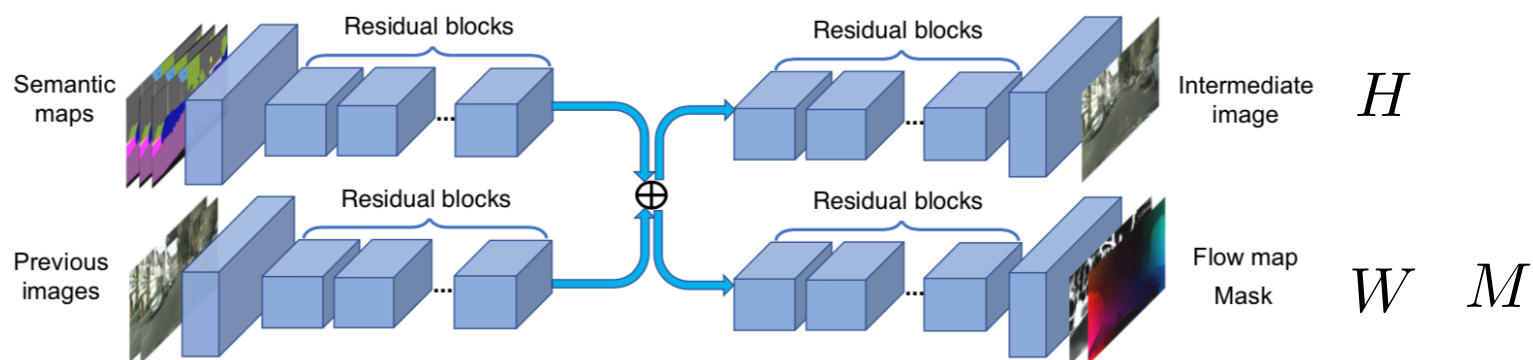 Residual blocks
Residual blocks
Semantic
maps
...
...
Intermediate
image
H
Residual blocks
Residual blocks
Previous
images
...
...
Flow map
Mask
W M